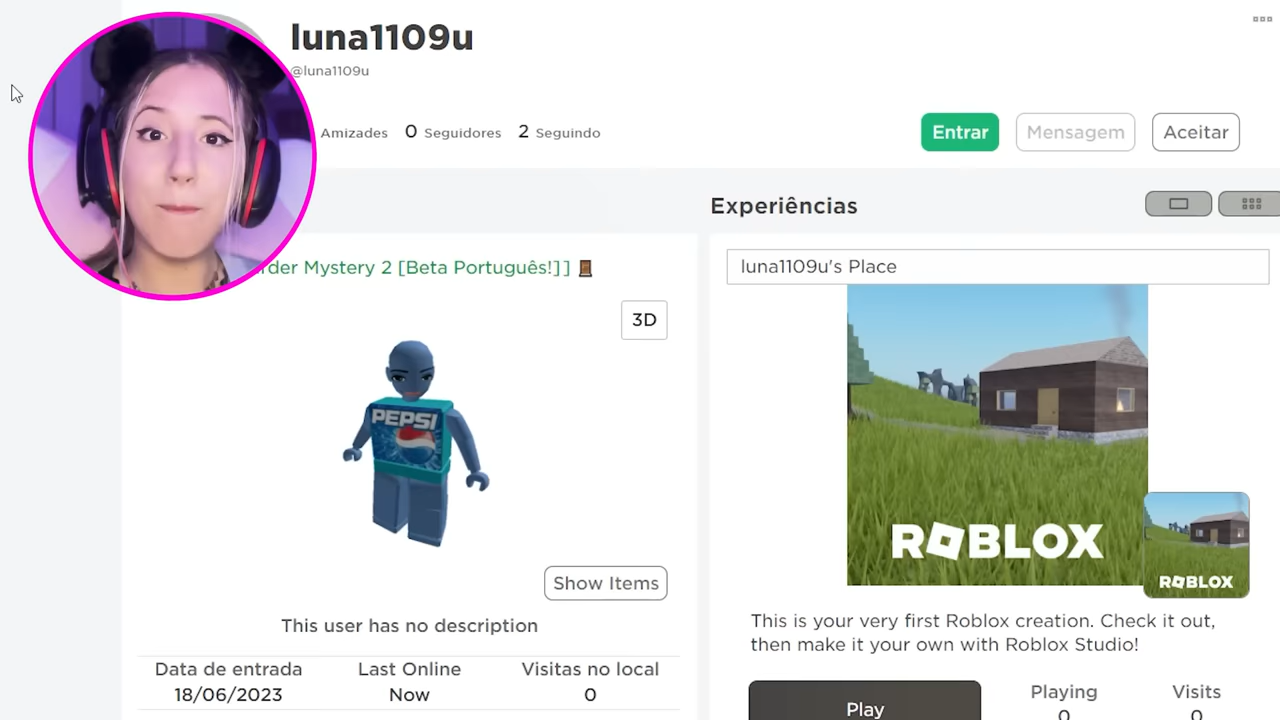 luna1109u
@luna1109u
Amizades 0 Seguidores 2 Seguindo
Entrar Mensagem Aceitar
Experiências
rder Mystery 2 [Beta Português!]]
luna1109u's Place
3D
PEPSI
ROBLOX
ROBLOX
Show Items
This is your very first Roblox creation. Check it out,
then make it your own with Roblox Studio!
This user has no description
Data de entrada Last Online Visitas no local
18/06/2023 Now 0
Play
Playing Visits
0 0